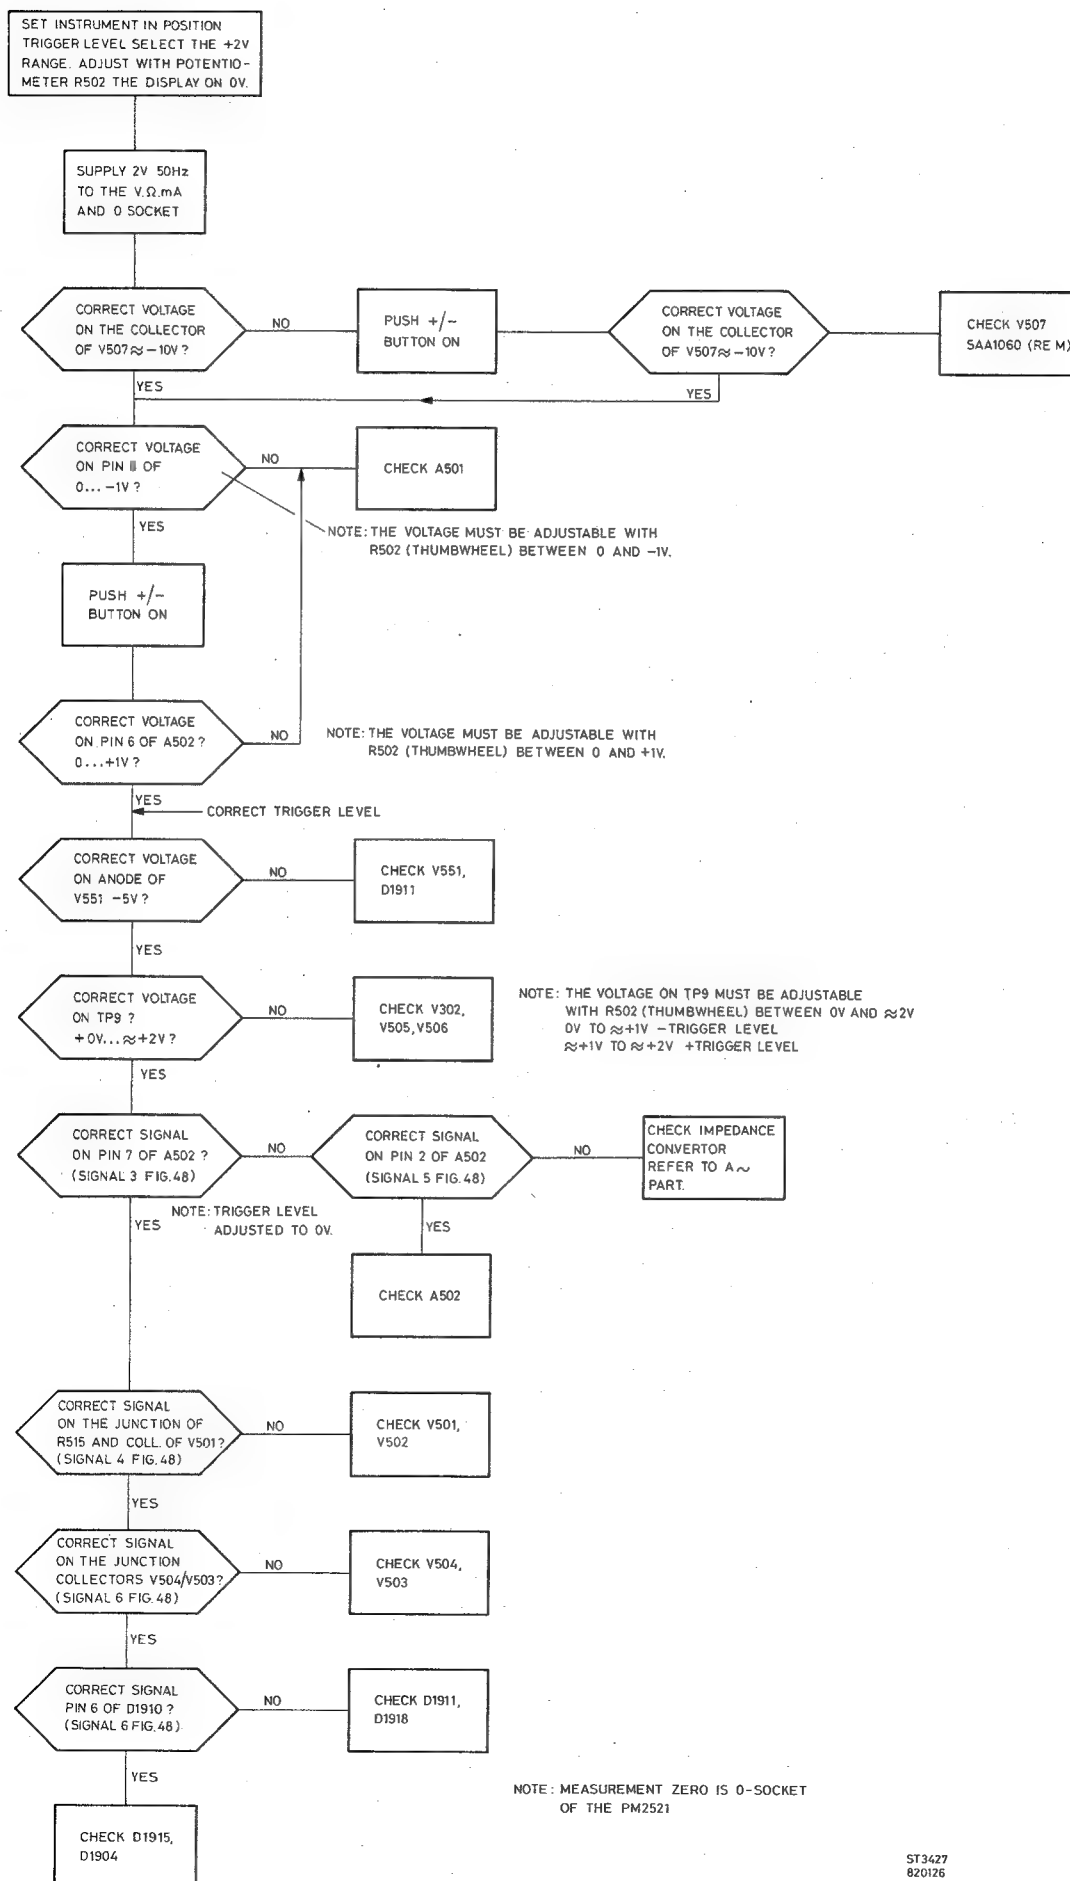 SET INSTRUMENT IN POSITION
TRIGGER LEVEL SELECT THE +2V
RANGE. ADJUST WITH POTENTIO-
METER R502 THE DISPLAY ON 0V.
SUPPLY 2V 50Hz
TO THE V.Ω.mA
AND 0 SOCKET
CORRECT VOLTAGE
ON THE COLLECTOR
OF V507≈−10V?
NO
PUSH +/−
BUTTON ON
CORRECT VOLTAGE
ON THE COLLECTOR
OF V507≈−10V?
CHECK V507
SAA1060 (RE M)
YES
YES
CORRECT VOLTAGE
ON PIN OF
0... −1V?
NO
CHECK A501
YES
NOTE: THE VOLTAGE MUST BE ADJUSTABLE WITH
R502 (THUMBWHEEL) BETWEEN 0 AND −1V.
PUSH +/−
BUTTON ON
CORRECT VOLTAGE
ON PIN 6 OF A502?
0...+1V?
NO
NOTE: THE VOLTAGE MUST BE ADJUSTABLE WITH
R502 (THUMBWHEEL) BETWEEN 0 AND +1V.
YES
CORRECT TRIGGER LEVEL
CORRECT VOLTAGE
ON ANODE OF
V551 −5V?
NO
CHECK V551,
D1911
YES
CORRECT VOLTAGE
ON TP9 ?
+0V...≈+2V?
NO
CHECK V302,
V505,V506
NOTE: THE VOLTAGE ON TP9 MUST BE ADJUSTABLE
WITH R502 (THUMBWHEEL) BETWEEN 0V AND ≈2V
0V TO ≈+1V −TRIGGER LEVEL
≈+1V TO ≈+2V +TRIGGER LEVEL
YES
CORRECT SIGNAL
ON PIN 7 OF A502 ?
(SIGNAL 3 FIG.48)
NO
CORRECT SIGNAL
ON PIN 2 OF A502
(SIGNAL 5 FIG.48)
NO
CHECK IMPEDANCE
CONVERTOR
REFER TO A~
PART.
YES
NOTE: TRIGGER LEVEL
ADJUSTED TO 0V.
YES
CHECK A502
CORRECT SIGNAL
ON THE JUNCTION OF
R515 AND COLL. OF V501?
(SIGNAL 4 FIG.48)
NO
CHECK V501,
V502
YES
CORRECT SIGNAL
ON THE JUNCTION
COLLECTORS V504/V503?
(SIGNAL 6 FIG.48)
NO
CHECK V504,
V503
YES
CORRECT SIGNAL
PIN 6 OF D1910 ?
(SIGNAL 6 FIG.48)
NO
CHECK D1911,
D1918
YES
CHECK D1915,
D1904
NOTE: MEASUREMENT ZERO IS 0-SOCKET
OF THE PM2521
ST3427
820126